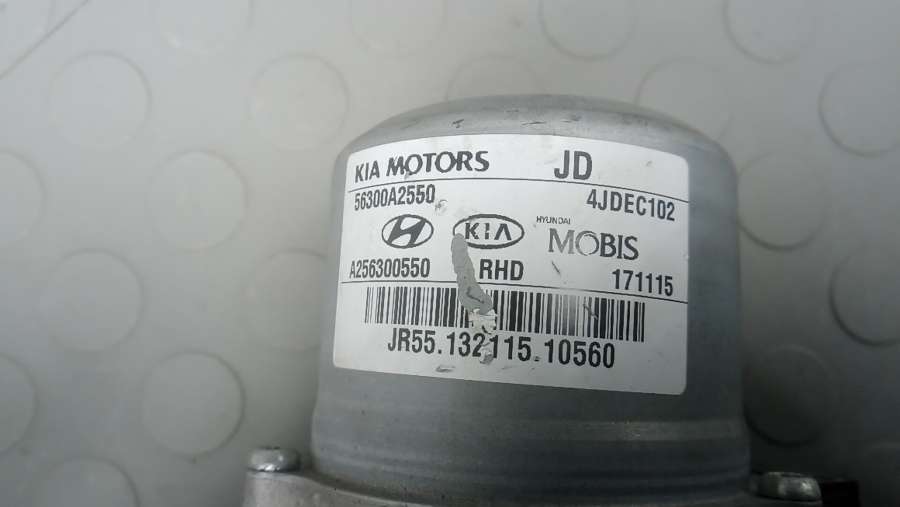 KIA MOTORS JD
56300A2550 4JDEC102
KIA HYUNDAI MOBIS
A256300550 RHD 171115
JR55.132115.10560